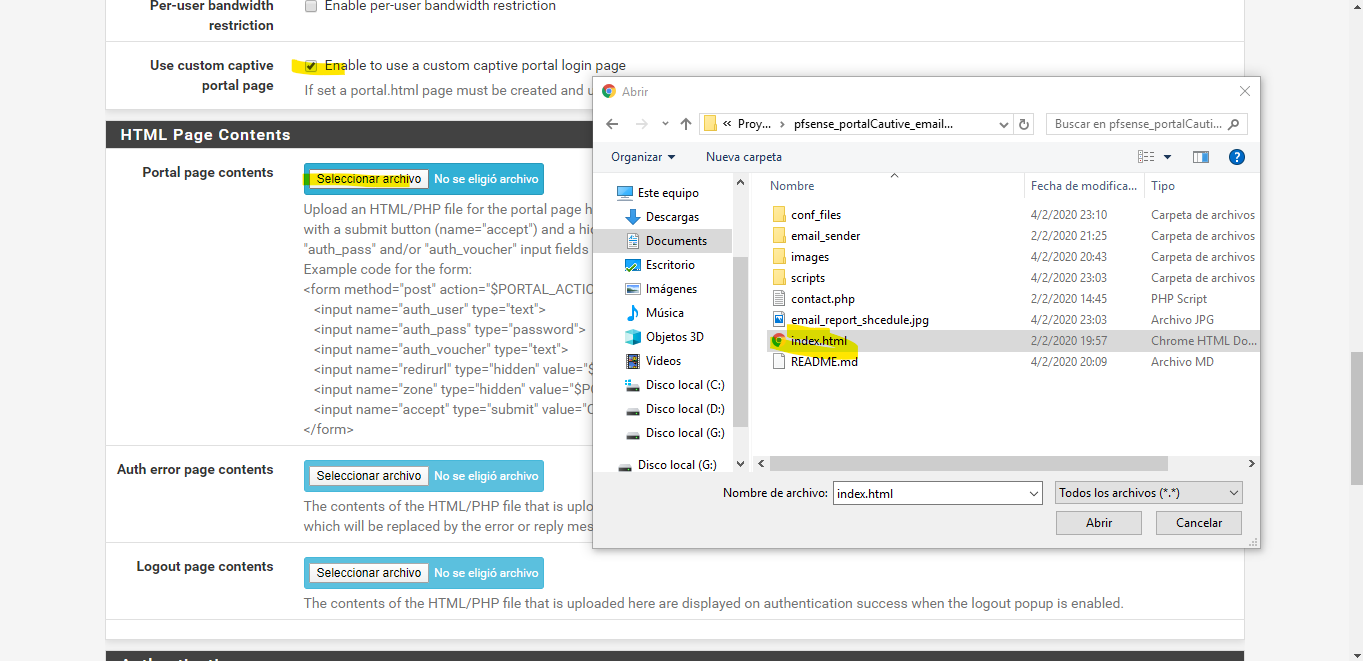 Per-user bandwidth restriction
Enable per-user bandwidth restriction
Use custom captive portal page
Enable to use a custom captive portal login page
If set a portal.html page must be created and
HTML Page Contents
Portal page contents
Seleccionar archivo No se eligió archivo
Upload an HTML/PHP file for the portal page
with a submit button (name="accept") and a
"auth_pass" and/or "auth_voucher" input fields
Example code for the form:
<form method="post" action="$PORTAL_ACTIO
<input name="auth_user" type="text">
<input name="auth_pass" type="password">
<input name="auth_voucher" type="text">
<input name="redirurl" type="hidden" value="$
<input name="zone" type="hidden" value="$P
<input name="accept" type="submit" value="
</form>
Auth error page contents
Seleccionar archivo No se eligió archivo
The contents of the HTML/PHP file that is
which will be replaced by the error or reply
Logout page contents
Seleccionar archivo No se eligió archivo
The contents of the HTML/PHP file that is uploaded here are displayed on authentication success when the logout popup is enabled.
Abrir
« Proy... › pfsense_portalCautive_email...
Buscar en pfsense_portalCauti...
Organizar
Nueva carpeta
Este equipo
Descargas
Documents
Escritorio
Imágenes
Música
Objetos 3D
Videos
Disco local (C:)
Disco local (D:)
Disco local (G:)
Disco local (G:)
Nombre Fecha de modifica... Tipo
conf_files 4/2/2020 23:10 Carpeta de archivos
email_sender 2/2/2020 21:25 Carpeta de archivos
images 4/2/2020 20:43 Carpeta de archivos
scripts 4/2/2020 23:03 Carpeta de archivos
contact.php 2/2/2020 14:45 PHP Script
email_report_shcedule.jpg 4/2/2020 23:03 Archivo JPG
index.html 2/2/2020 19:57 Chrome HTML Do...
README.md 4/2/2020 20:09 Archivo MD
Nombre de archivo: index.html
Todos los archivos (*.*)
Abrir
Cancelar